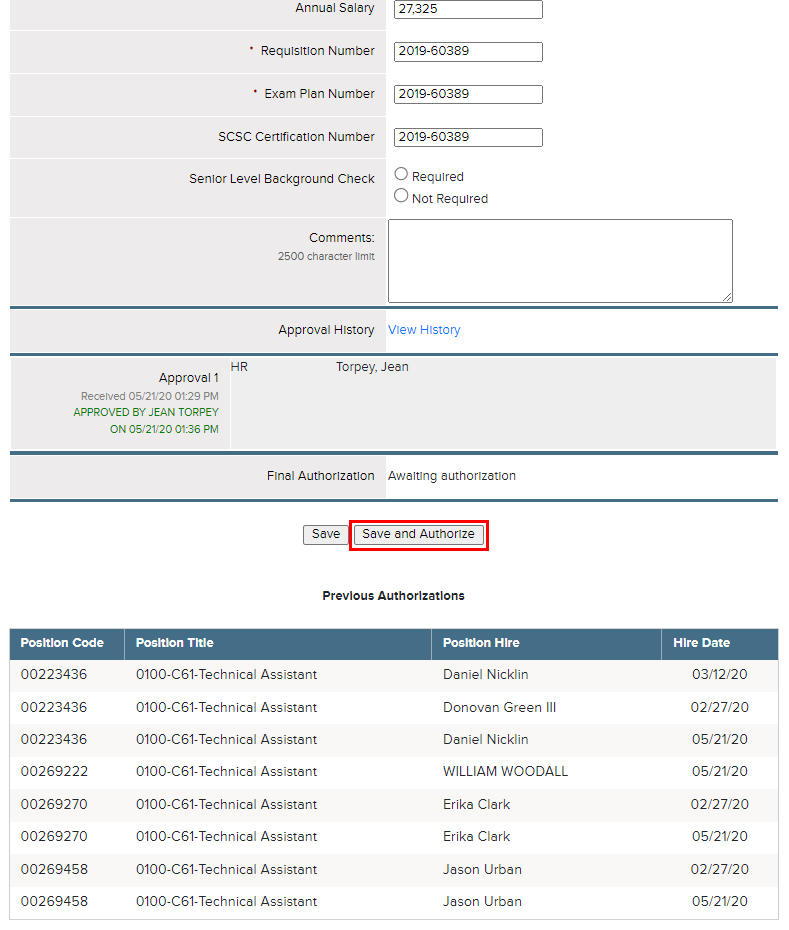 Annual Salary 27,325
* Requisition Number 2019-60389
* Exam Plan Number 2019-60389
SCSC Certification Number 2019-60389
Senior Level Background Check
Required
Not Required
Comments:
2500 character limit
Approval History View History
Approval 1 HR Torpey, Jean
Received 05/21/20 01:29 PM
APPROVED BY JEAN TORPEY
ON 05/21/20 01:36 PM
Final Authorization Awaiting authorization
Save Save and Authorize
Previous Authorizations
Position Code Position Title Position Hire Hire Date
00223436 0100-C61-Technical Assistant Daniel Nicklin 03/12/20
00223436 0100-C61-Technical Assistant Donovan Green III 02/27/20
00223436 0100-C61-Technical Assistant Daniel Nicklin 05/21/20
00269222 0100-C61-Technical Assistant WILLIAM WOODALL 05/21/20
00269270 0100-C61-Technical Assistant Erika Clark 02/27/20
00269270 0100-C61-Technical Assistant Erika Clark 05/21/20
00269458 0100-C61-Technical Assistant Jason Urban 02/27/20
00269458 0100-C61-Technical Assistant Jason Urban 05/21/20